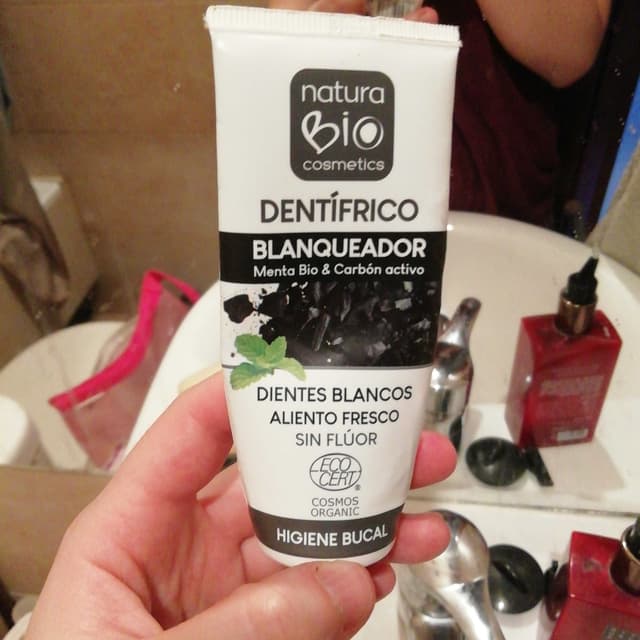 natura
BiO
cosmetics
DENTÍFRICO
BLANQUEADOR
Menta Bio & Carbón activo
DIENTES BLANCOS
ALIENTO FRESCO
SIN FLÚOR
ECO
CERT
®
COSMOS
ORGANIC
HIGIENE BUCAL